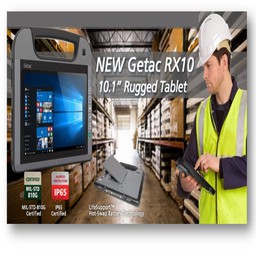 NEW Getac RX10
10.1" Rugged Tablet
Getac
CERTIFIED
MIL-STD
810G
IP65
MIL-STD-810G
Certified
IP65
Certified
LifeSupport™
Hot-Swap Battery Technology